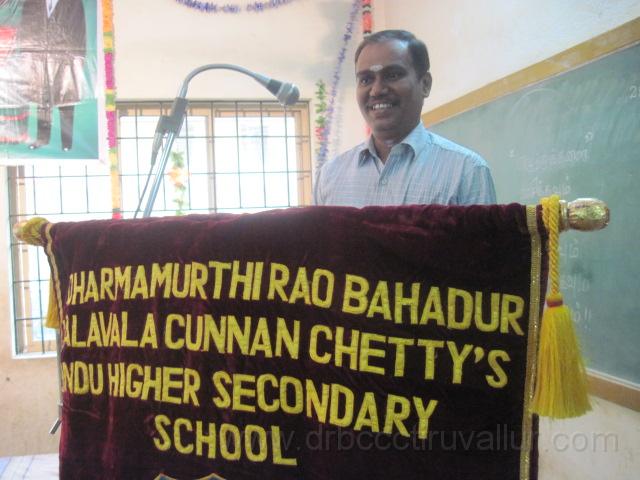 DHARMAMURTHI RAO BAHADUR
CALAVALA CUNNAN CHETTY'S
HINDU HIGHER SECONDARY
SCHOOL
www.drbccctiruvallur.com